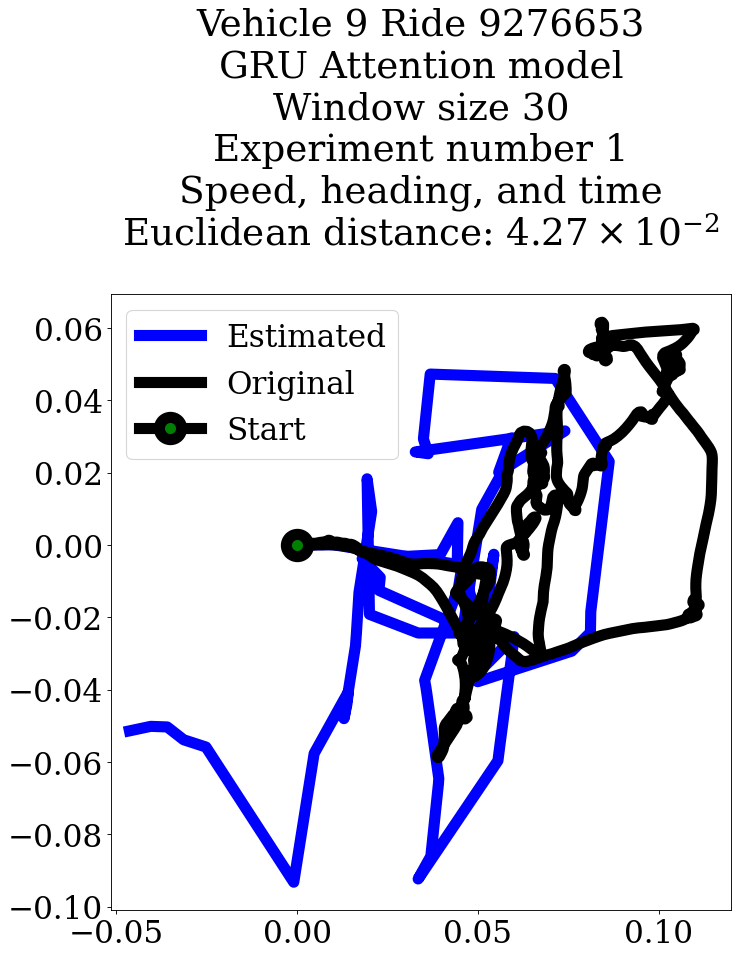 Vehicle 9 Ride 9276653
GRU Attention model
Window size 30
Experiment number 1
Speed, heading, and time
Euclidean distance: 4.27 × 10⁻²
Estimated
Original
Start
0.06
0.04
0.02
0.00
−0.02
−0.04
−0.06
−0.08
−0.10
−0.05 0.00 0.05 0.10